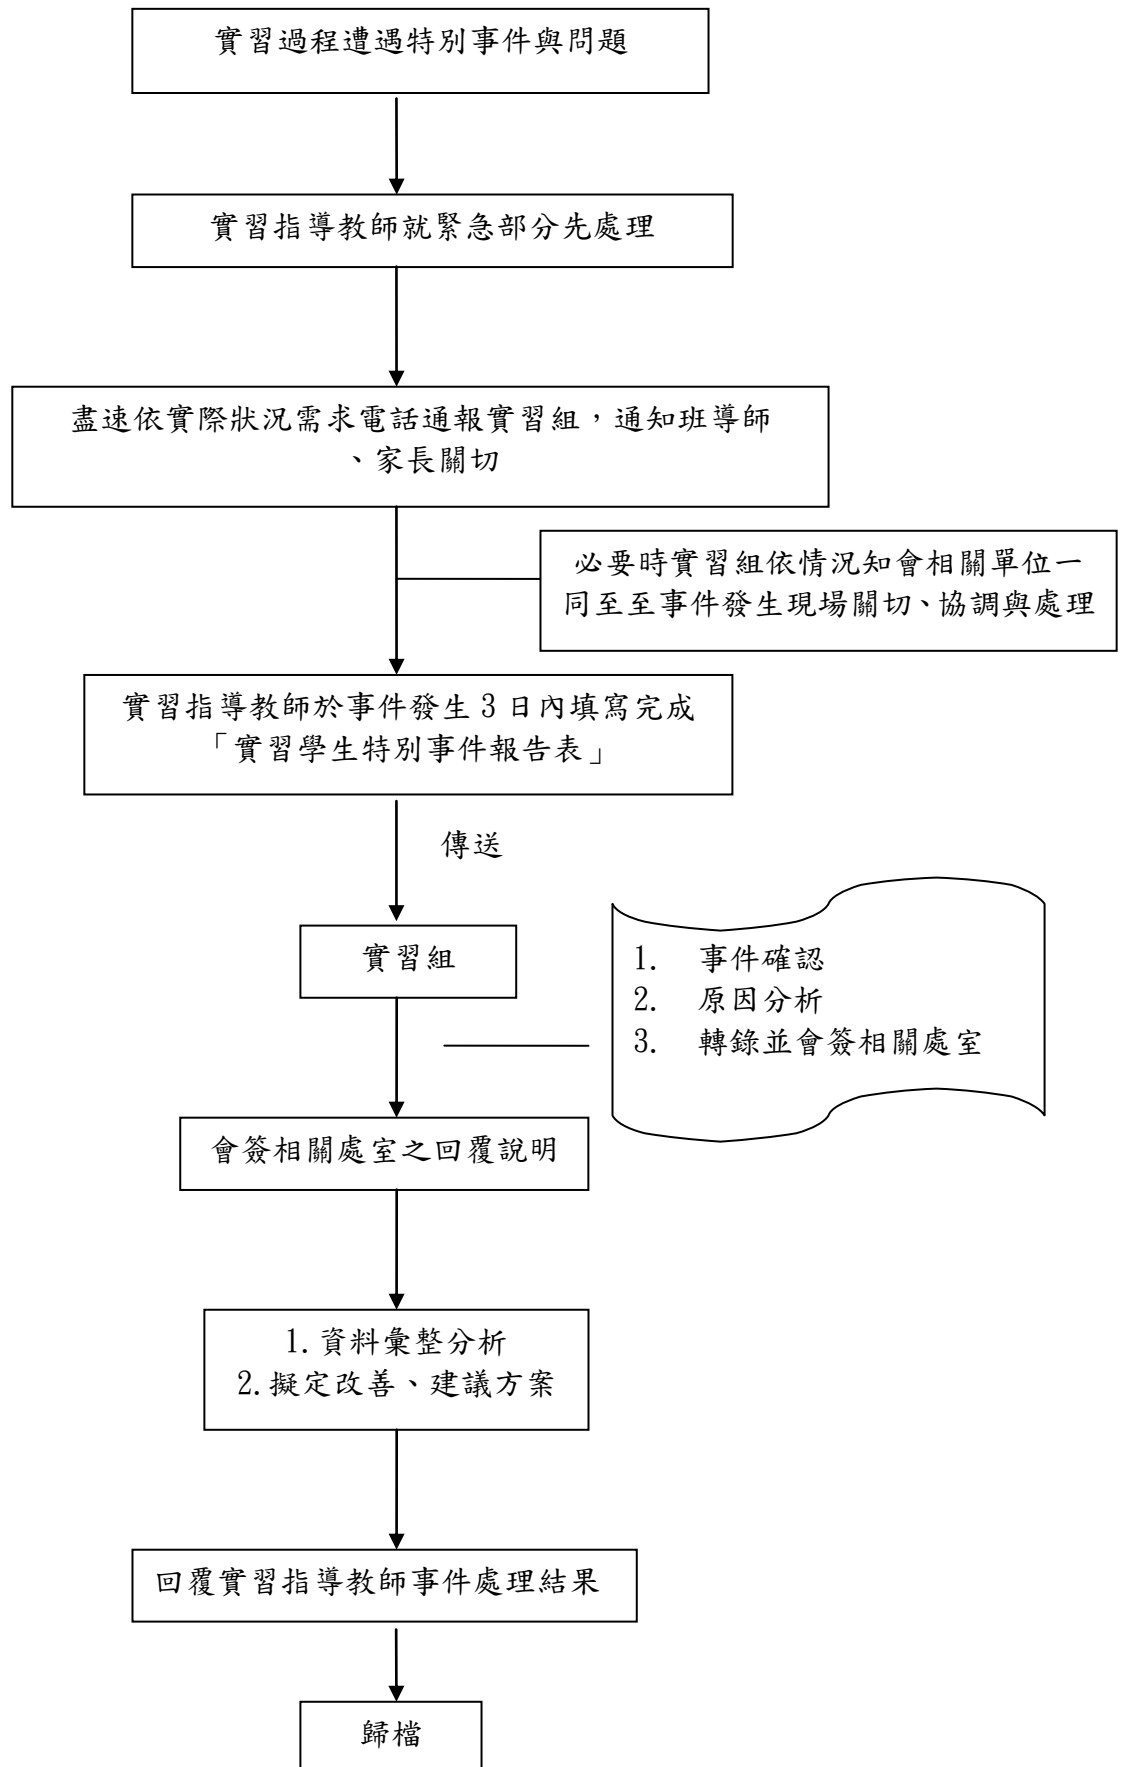 實習過程遭遇特別事件與問題
實習指導教師就緊急部分先處理
盡速依實際狀況需求電話通報實習組，通知班導師
、家長關切
必要時實習組依情況知會相關單位一
同至至事件發生現場關切、協調與處理
實習指導教師於事件發生 3 日內填寫完成
「實習學生特別事件報告表」
傳送
實習組
1. 事件確認
2. 原因分析
3. 轉錄並會簽相關處室
會簽相關處室之回覆說明
1.資料彙整分析
2.擬定改善、建議方案
回覆實習指導教師事件處理結果
歸檔